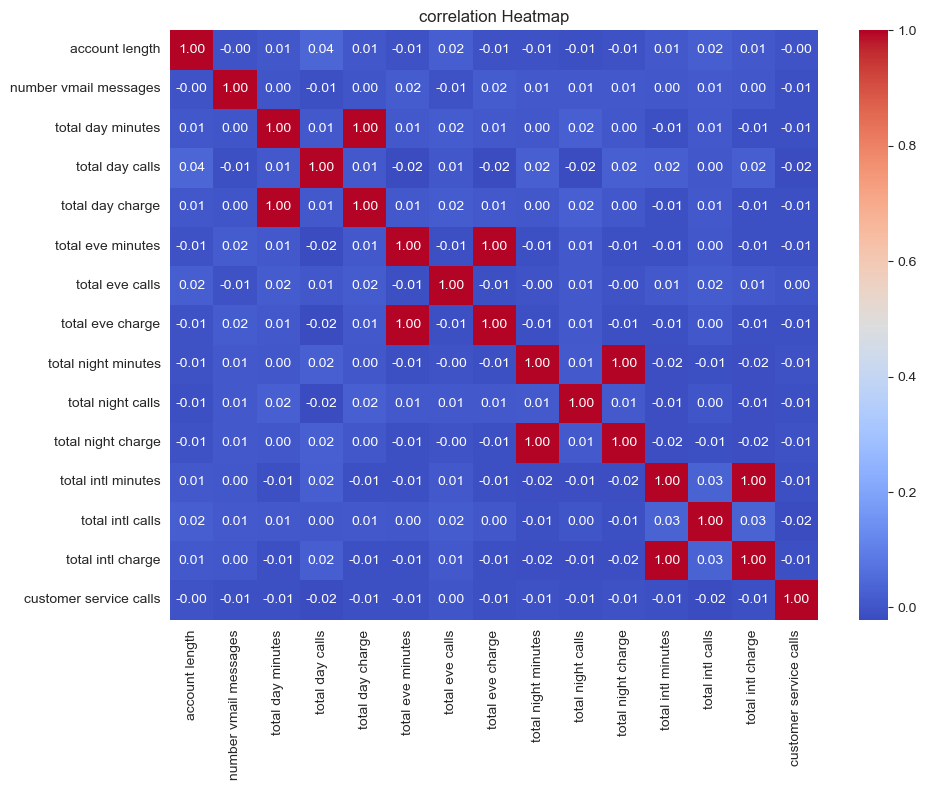 correlation Heatmap
account length 1.00 -0.00 0.01 0.04 0.01 -0.01 0.02 -0.01 -0.01 -0.01 -0.01 0.01 0.02 0.01 -0.00
number vmail messages -0.00 1.00 0.00 -0.01 0.00 0.02 -0.01 0.02 0.01 0.01 0.01 0.00 0.01 0.00 -0.01
total day minutes 0.01 0.00 1.00 0.01 1.00 0.01 0.02 0.01 0.00 0.02 0.00 -0.01 0.01 -0.01 -0.01
total day calls 0.04 -0.01 0.01 1.00 0.01 -0.02 0.01 -0.02 0.02 -0.02 0.02 0.02 0.00 0.02 -0.02
total day charge 0.01 0.00 1.00 0.01 1.00 0.01 0.02 0.01 0.00 0.02 0.00 -0.01 0.01 -0.01 -0.01
total eve minutes -0.01 0.02 0.01 -0.02 0.01 1.00 -0.01 1.00 -0.01 0.01 -0.01 -0.01 0.00 -0.01 -0.01
total eve calls 0.02 -0.01 0.02 0.01 0.02 -0.01 1.00 -0.01 -0.00 0.01 -0.00 0.01 0.02 0.01 0.00
total eve charge -0.01 0.02 0.01 -0.02 0.01 1.00 -0.01 1.00 -0.01 0.01 -0.01 -0.01 0.00 -0.01 -0.01
total night minutes -0.01 0.01 0.00 0.02 0.00 -0.01 -0.00 -0.01 1.00 0.01 1.00 -0.02 -0.01 -0.02 -0.01
total night calls -0.01 0.01 0.02 -0.02 0.02 0.01 0.01 0.01 0.01 1.00 0.01 -0.01 0.00 -0.01 -0.01
total night charge -0.01 0.01 0.00 0.02 0.00 -0.01 -0.00 -0.01 1.00 0.01 1.00 -0.02 -0.01 -0.02 -0.01
total intl minutes 0.01 0.00 -0.01 0.02 -0.01 -0.01 0.01 -0.01 -0.02 -0.01 -0.02 1.00 0.03 1.00 -0.01
total intl calls 0.02 0.01 0.01 0.00 0.01 0.00 0.02 0.00 -0.01 0.00 -0.01 0.03 1.00 0.03 -0.02
total intl charge 0.01 0.00 -0.01 0.02 -0.01 -0.01 0.01 -0.01 -0.02 -0.01 -0.02 1.00 0.03 1.00 -0.01
customer service calls -0.00 -0.01 -0.01 -0.02 -0.01 -0.01 0.00 -0.01 -0.01 -0.01 -0.01 -0.01 -0.02 -0.01 1.00
account length
number vmail messages
total day minutes
total day calls
total day charge
total eve minutes
total eve calls
total eve charge
total night minutes
total night calls
total night charge
total intl minutes
total intl calls
total intl charge
customer service calls
1.0
0.8
0.6
0.4
0.2
0.0